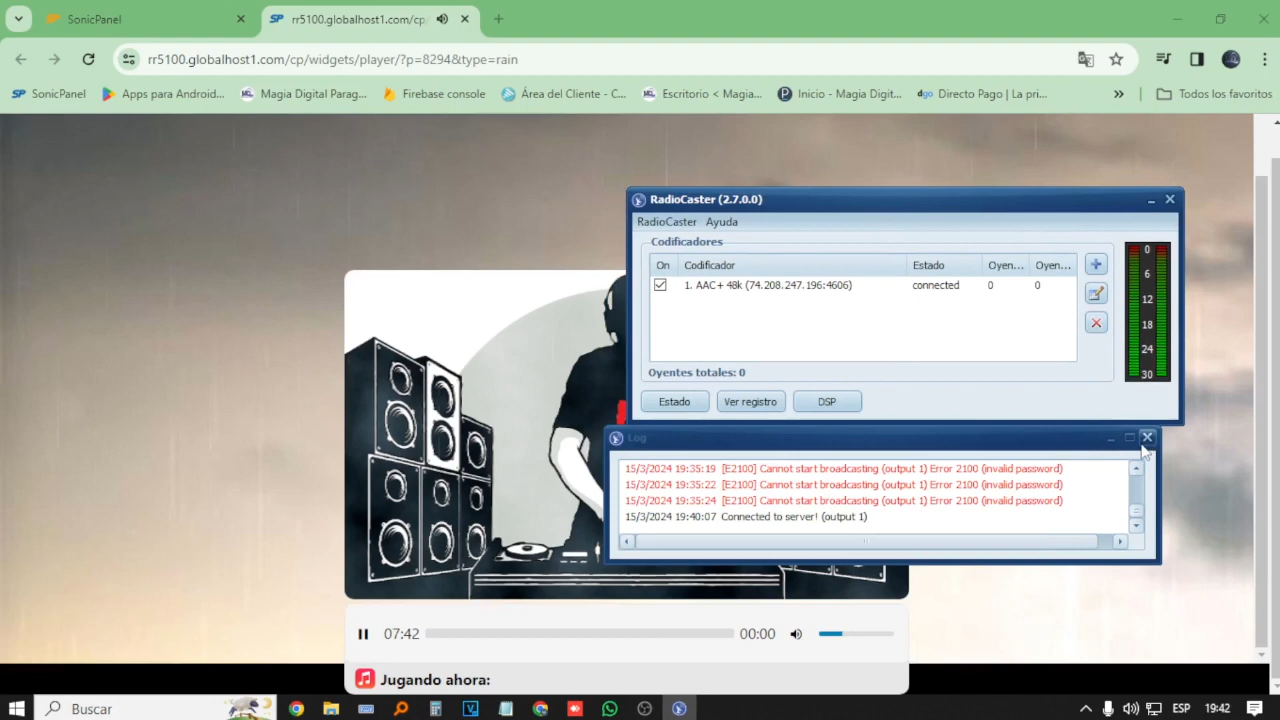 SonicPanel
rr5100.globalhost1.com/cp
rr5100.globalhost1.com/cp/widgets/player/?p=8294&type=rain
SonicPanel
Apps para Android...
Magia Digital Parag...
Firebase console
Área del Cliente - C...
Escritorio < Magia...
Inicio - Magia Digit...
Directo Pago | La pri...
»
Todos los favoritos
RadioCaster (2.7.0.0)
RadioCaster Ayuda
Codificadores
On Codificador Estado Oyen... Oyen...
1. AAC+ 48k (74.208.247.196:4606) connected 0 0
Oyentes totales: 0
Estado Ver registro DSP
0
6
12
18
24
30
Log
15/3/2024 19:35:19 [E2100] Cannot start broadcasting (output 1) Error 2100 (invalid password)
15/3/2024 19:35:22 [E2100] Cannot start broadcasting (output 1) Error 2100 (invalid password)
15/3/2024 19:35:24 [E2100] Cannot start broadcasting (output 1) Error 2100 (invalid password)
15/3/2024 19:40:07 Connected to server! (output 1)
07:42 00:00
Jugando ahora:
Buscar
ESP 19:42